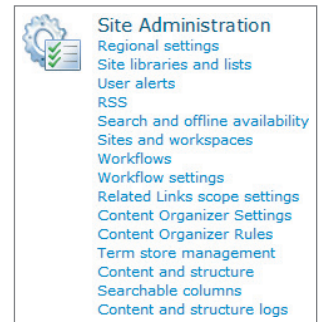 Site Administration
Regional settings
Site libraries and lists
User alerts
RSS
Search and offline availability
Sites and workspaces
Workflows
Workflow settings
Related Links scope settings
Content Organizer Settings
Content Organizer Rules
Term store management
Content and structure
Searchable columns
Content and structure logs